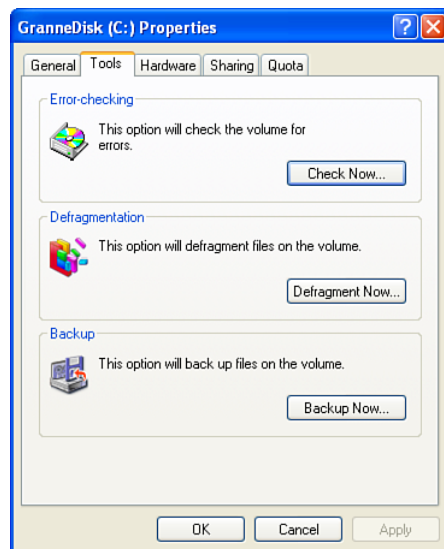 GranneDisk (C:) Properties
General Tools Hardware Sharing Quota
Error-checking
This option will check the volume for
errors.
Check Now...
Defragmentation
This option will defragment files on the volume.
Defragment Now...
Backup
This option will back up files on the volume.
Backup Now...
OK Cancel Apply